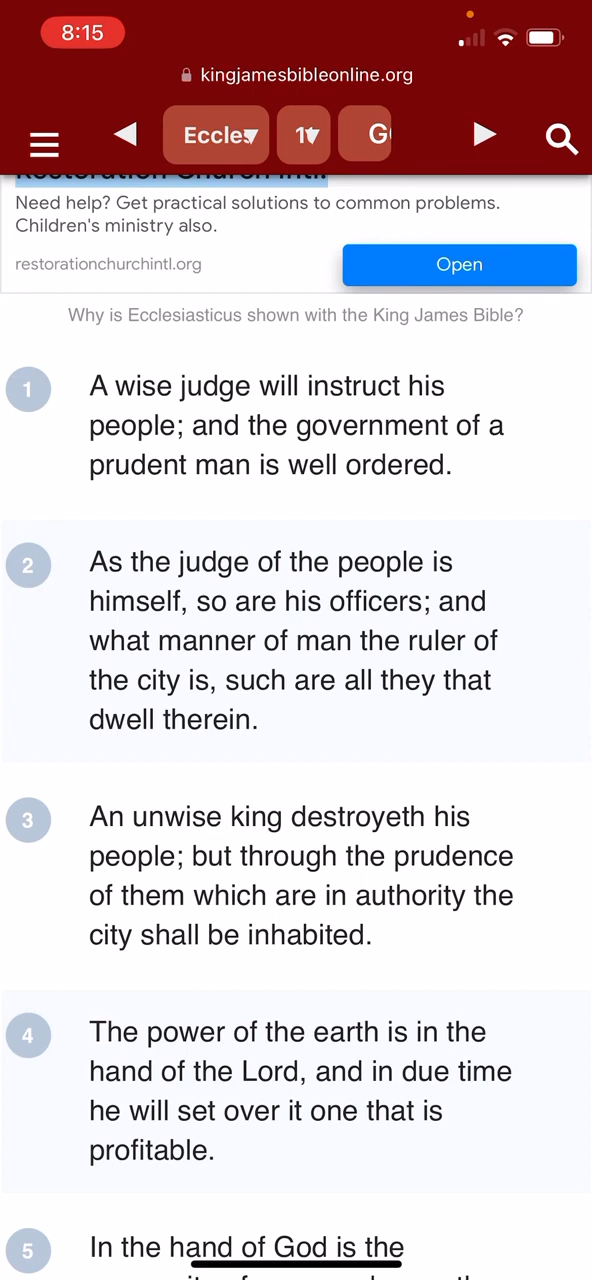 8:15
kingjamesbibleonline.org
Eccles 1 G
Restoration Church Intl.
Need help? Get practical solutions to common problems.
Children's ministry also.
restorationchurchintl.org
Open
Why is Ecclesiasticus shown with the King James Bible?
1 A wise judge will instruct his
people; and the government of a
prudent man is well ordered.
2 As the judge of the people is
himself, so are his officers; and
what manner of man the ruler of
the city is, such are all they that
dwell therein.
3 An unwise king destroyeth his
people; but through the prudence
of them which are in authority the
city shall be inhabited.
4 The power of the earth is in the
hand of the Lord, and in due time
he will set over it one that is
profitable.
5 In the hand of God is the